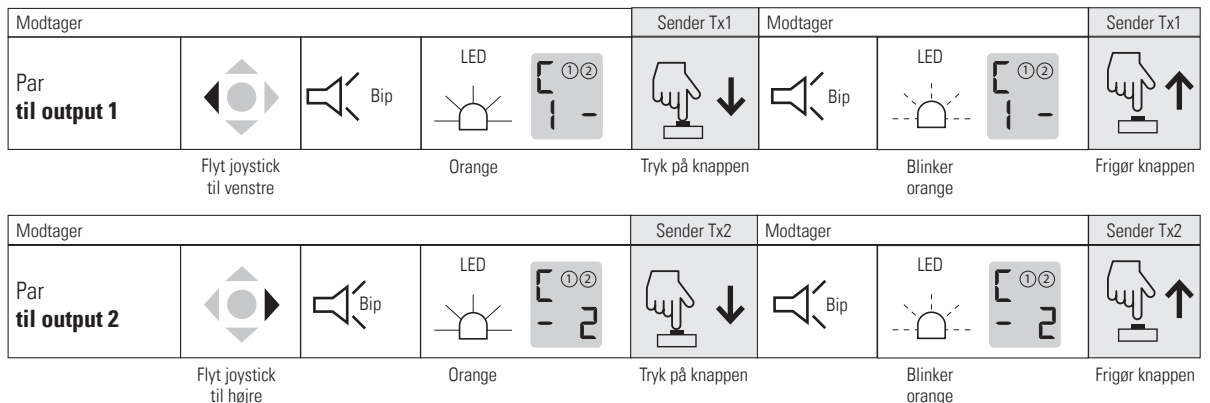 Modtager Sender Tx1 Modtager Sender Tx1
Par
til output 1
Bip
LED
C ①②
1 -
Bip
LED
C ①②
1 -
Flyt joystick
til venstre
Orange
Tryk på knappen
Blinker
orange
Frigør knappen
Modtager Sender Tx2 Modtager Sender Tx2
Par
til output 2
Bip
LED
C ①②
- 2
Bip
LED
C ①②
- 2
Flyt joystick
til højre
Orange
Tryk på knappen
Blinker
orange
Frigør knappen